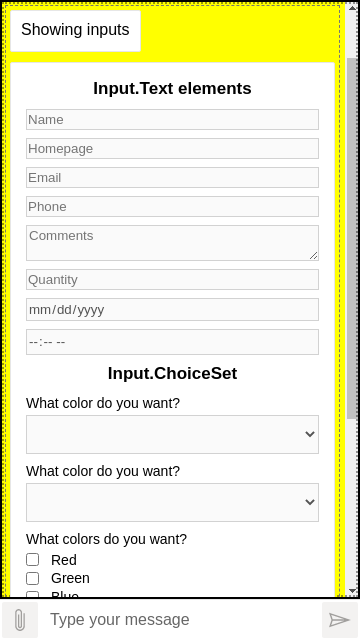 Showing inputs
Input.Text elements
Name
Homepage
Email
Phone
Comments
Quantity
mm/dd/yyyy
--:-- --
Input.ChoiceSet
What color do you want?
What color do you want?
What colors do you want?
Red
Green
Blue
Type your message